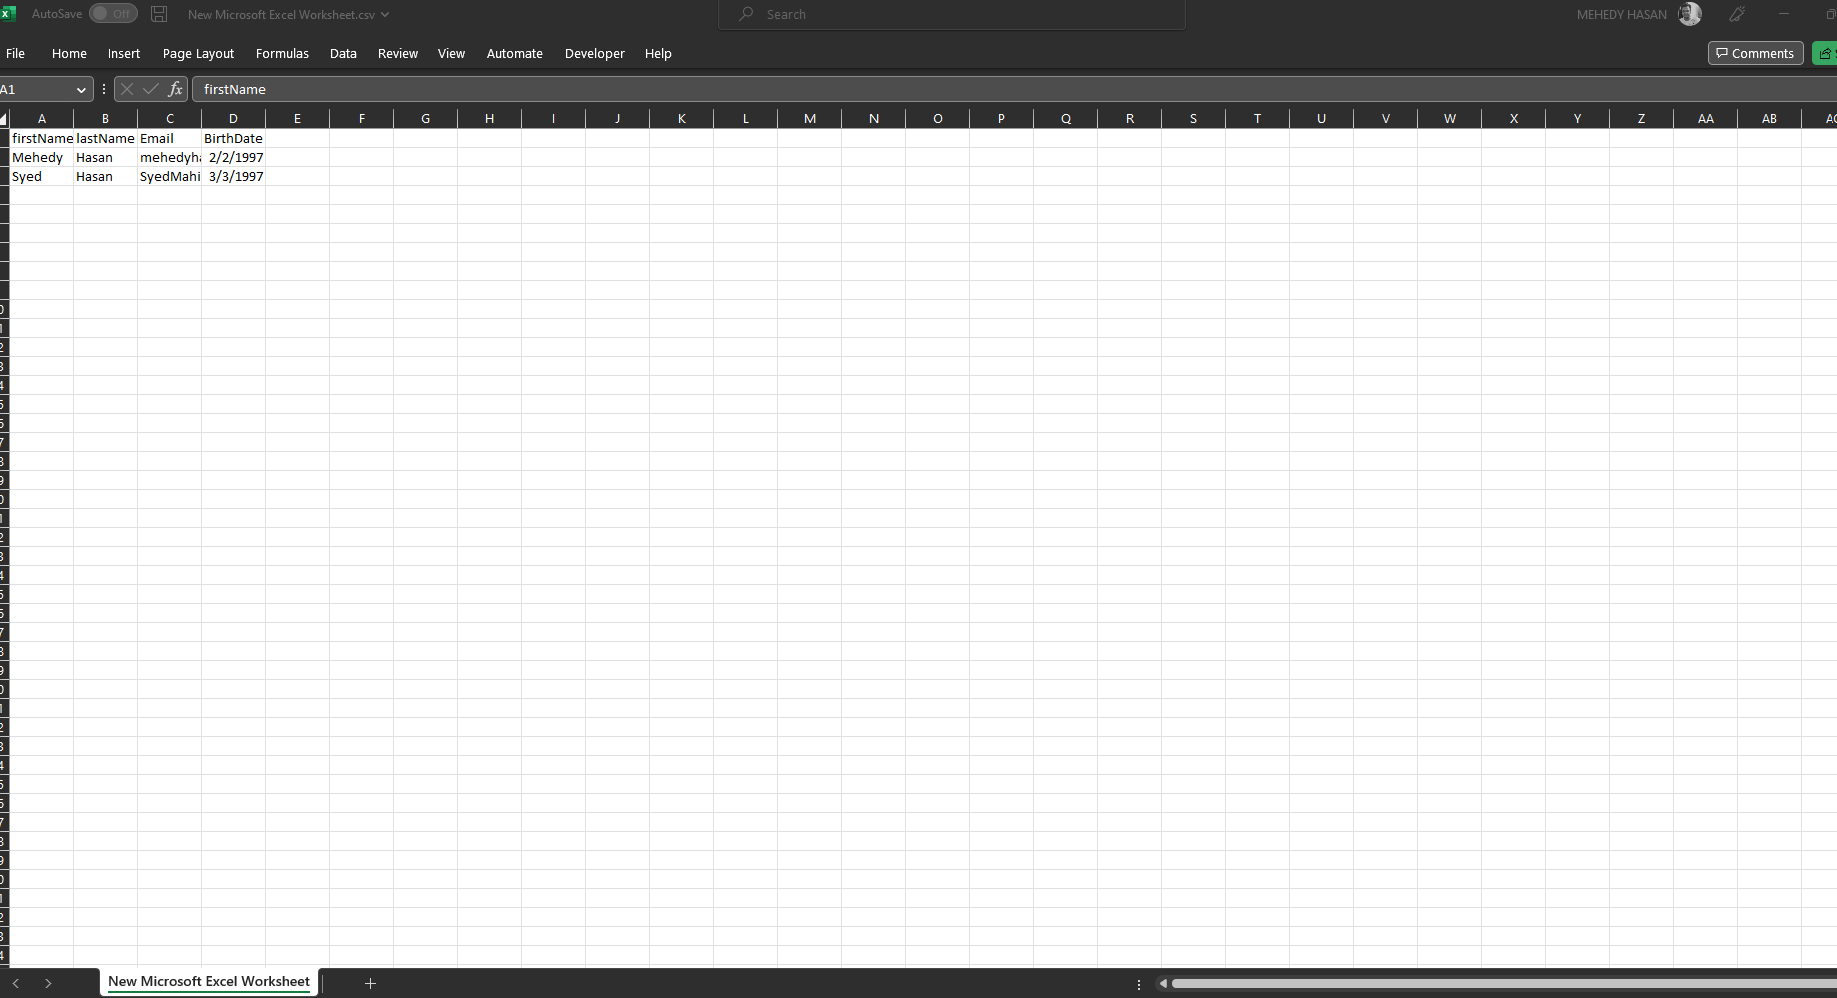 AutoSave Off New Microsoft Excel Worksheet.csv Search MEHEDY HASAN
File Home Insert Page Layout Formulas Data Review View Automate Developer Help Comments
A1 fx firstName
A B C D E F G H I J K L M N O P Q R S T U V W X Y Z AA AB
firstName lastName Email BirthDate
Mehedy Hasan 2/2/1997
Syed Hasan SyedMahi 3/3/1997
New Microsoft Excel Worksheet